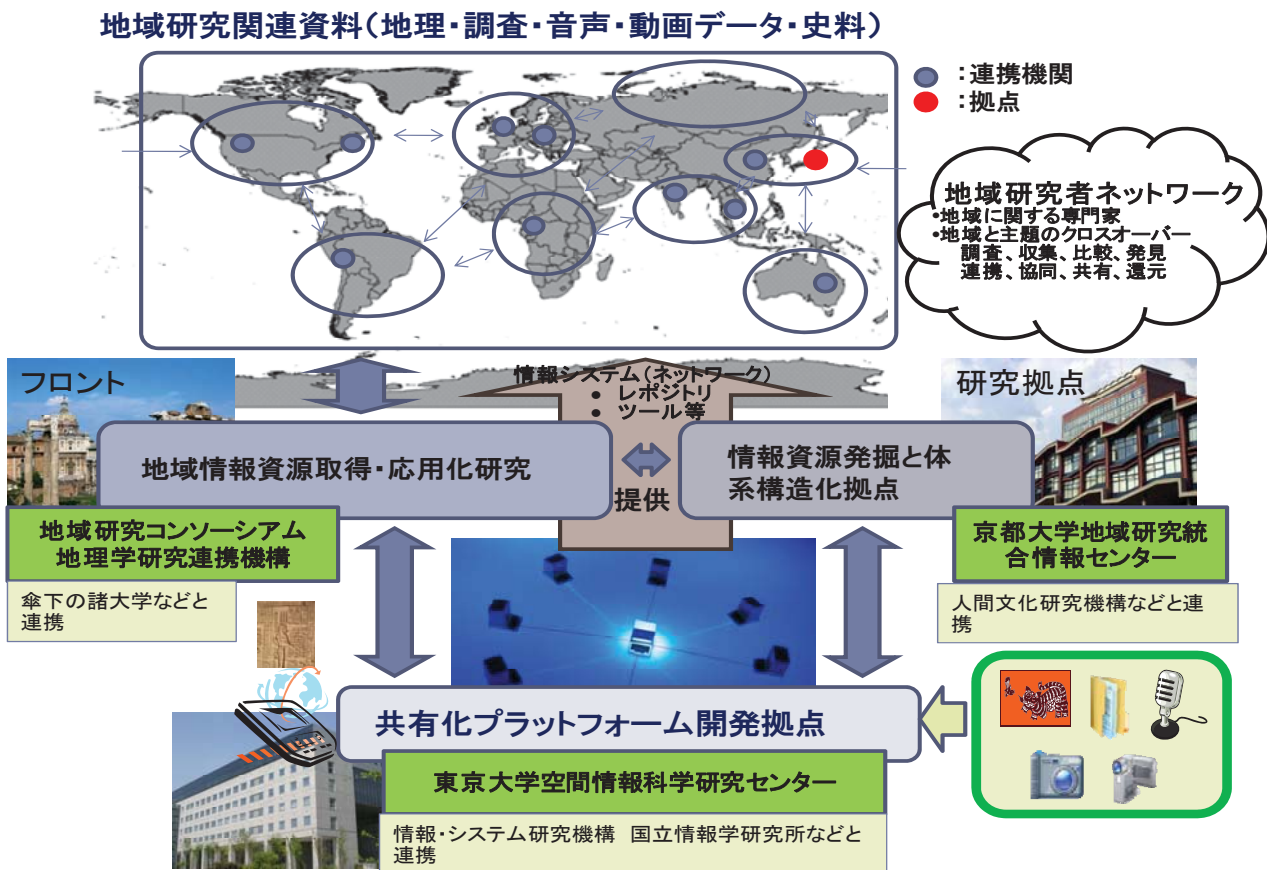 地域研究関連資料(地理・調査・音声・動画データ・史料)
:連携機関
:拠点
地域研究者ネットワーク
•地域に関する専門家
•地域と主題のクロスオーバー
調査、収集、比較、発見
連携、協同、共有、還元
フロント
情報システム(ネットワーク)
• レポジトリ
• ツール等
研究拠点
地域情報資源取得・応用化研究
提供
情報資源発掘と体
系構造化拠点
地域研究コンソーシアム
地理学研究連携機構
京都大学地域研究統
合情報センター
傘下の諸大学などと
連携
人間文化研究機構などと連
携
共有化プラットフォーム開発拠点
東京大学空間情報科学研究センター
情報・システム研究機構 国立情報学研究所などと
連携